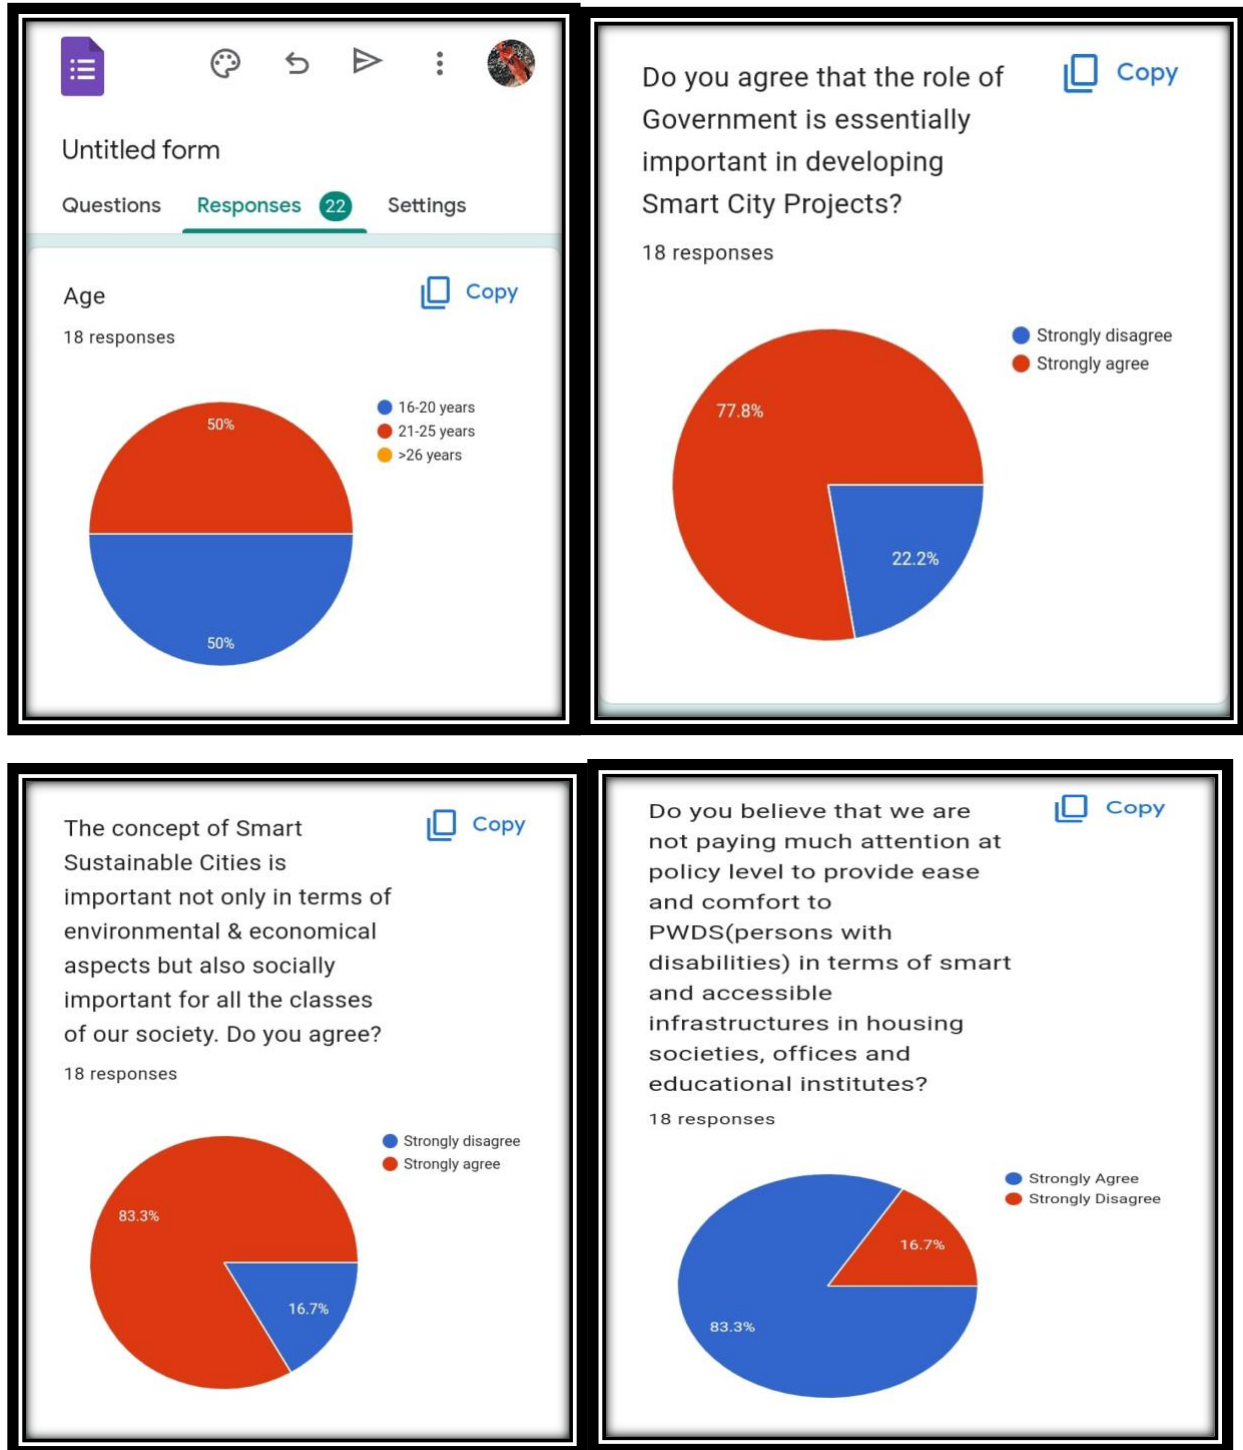 Untitled form
Questions Responses 22 Settings
Age
Copy
18 responses
16-20 years
21-25 years
>26 years
50%
50%
Do you agree that the role of
Government is essentially
important in developing
Smart City Projects?
Copy
18 responses
Strongly disagree
Strongly agree
77.8%
22.2%
The concept of Smart
Sustainable Cities is
important not only in terms of
environmental & economical
aspects but also socially
important for all the classes
of our society. Do you agree?
Copy
18 responses
Strongly disagree
Strongly agree
83.3%
16.7%
Do you believe that we are
not paying much attention at
policy level to provide ease
and comfort to
PWDS(persons with
disabilities) in terms of smart
and accessible
infrastructures in housing
societies, offices and
educational institutes?
Copy
18 responses
Strongly Agree
Strongly Disagree
16.7%
83.3%